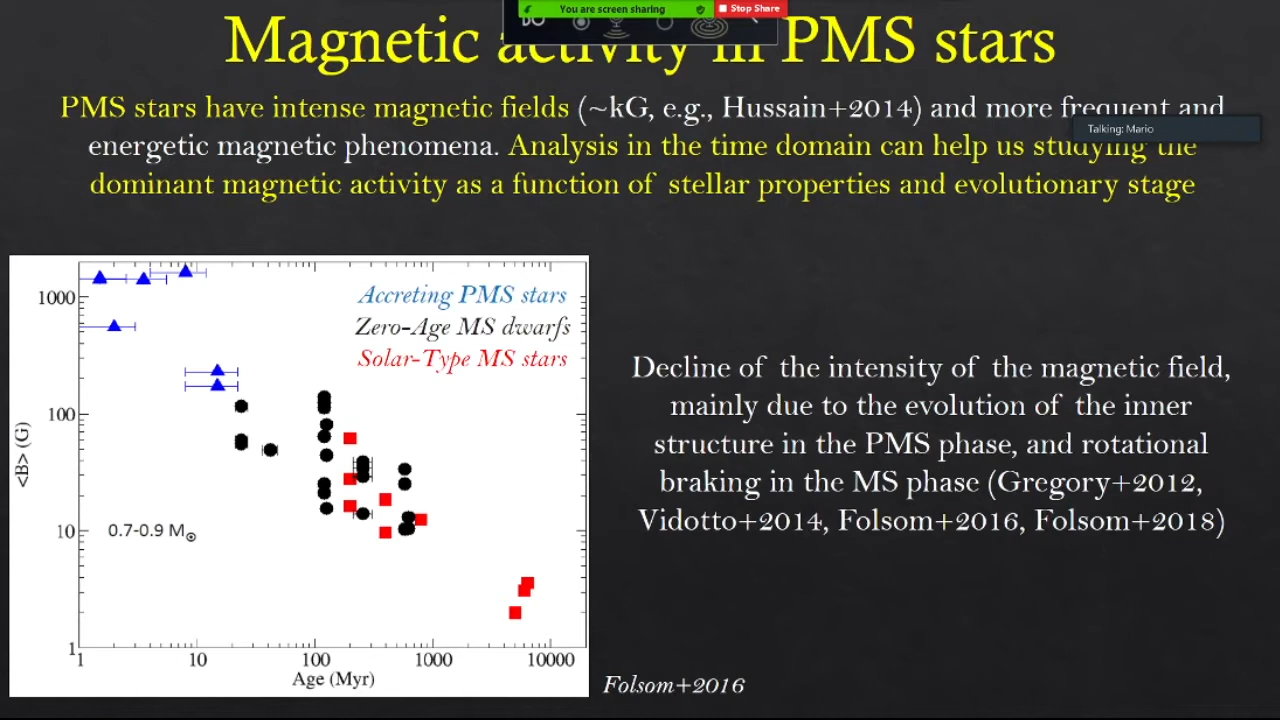 You are screen sharing
Stop Share
Magnetic activity in PMS stars
PMS stars have intense magnetic fields (~kG, e.g., Hussain+2014) and more frequent and
Talking: Mario
energetic magnetic phenomena. Analysis in the time domain can help us studying the
dominant magnetic activity as a function of stellar properties and evolutionary stage
Accreting PMS stars
Zero-Age MS dwarfs
Solar-Type MS stars
1000
100
10
1
<B> (G)
0.7-0.9 M☉
1 10 100 1000 10000
Age (Myr)
Decline of the intensity of the magnetic field,
mainly due to the evolution of the inner
structure in the PMS phase, and rotational
braking in the MS phase (Gregory+2012,
Vidotto+2014, Folsom+2016, Folsom+2018)
Folsom+2016